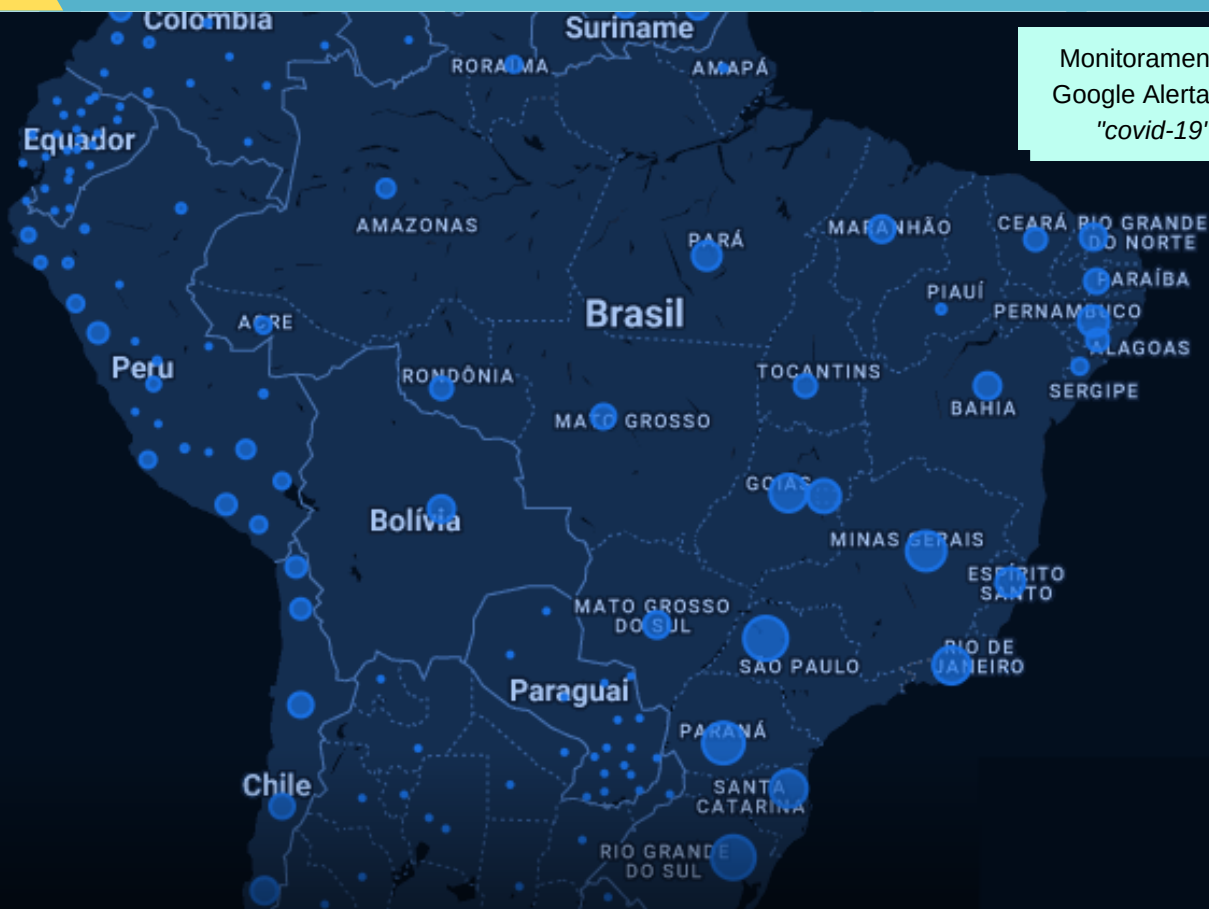 Colombia
Suriname
Monitoramen
Google Alerta
"covid-19"
RORAIMA
AMAPÁ
Equador
AMAZONAS
PARÁ
MARANHÃO
CEARÁ
RIO GRANDE
DO NORTE
PARAÍBA
PIAUÍ
PERNAMBUCO
Brasil
ACRE
ALAGOAS
Peru
RONDÔNIA
TOCANTINS
SERGIPE
BAHIA
MATO GROSSO
GOIÁS
Bolívia
MINAS GERAIS
ESPÍRITO
SANTO
MATO GROSSO
DO SUL
RIO DE
JANEIRO
SÃO PAULO
Paraguai
PARANÁ
Chile
SANTA
CATARINA
RIO GRANDE
DO SUL